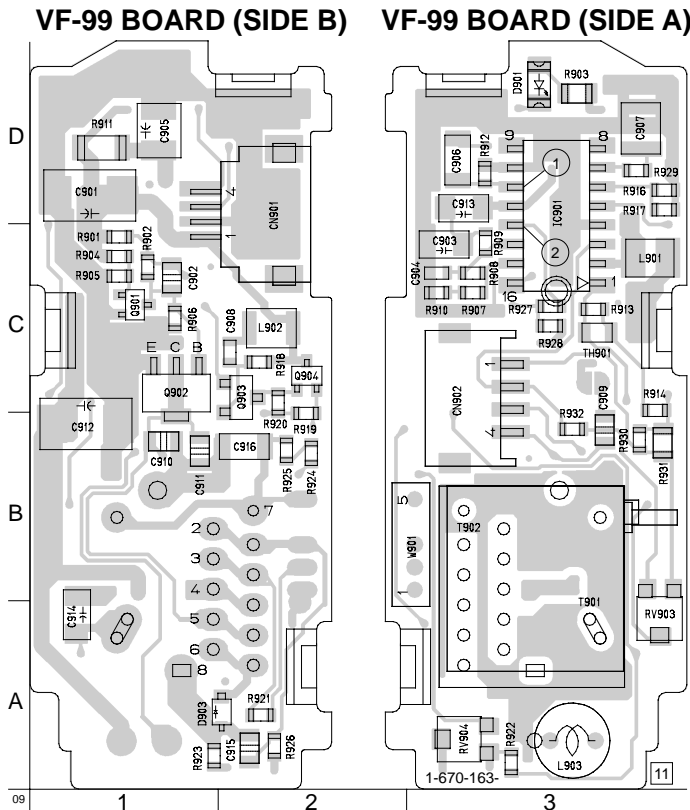 VF-99 BOARD (SIDE B)
VF-99 BOARD (SIDE A)
D
C
B
A
R911
C905
C901
4
1
CN901
R901
R902
R904
R905
C902
Q901
R906
C908
L902
R918
Q904
E C B
Q902
Q903
R920
R919
C912
C910
C911
C916
R925
R924
7
2
3
4
5
6
8
C914
D903
R921
R923
C915
R926
09
1
2
D901
R903
C907
9
8
C906
R912
1
IC901
R929
R916
R917
C913
C903
R909
2
L901
C904
R908
16
1
R910
R907
R927
R913
R928
TH901
CN902
1
4
C909
R914
R932
R930
R931
5
W901
1
T902
T901
RV903
RV904
R922
L903
1-670-163-
11
3